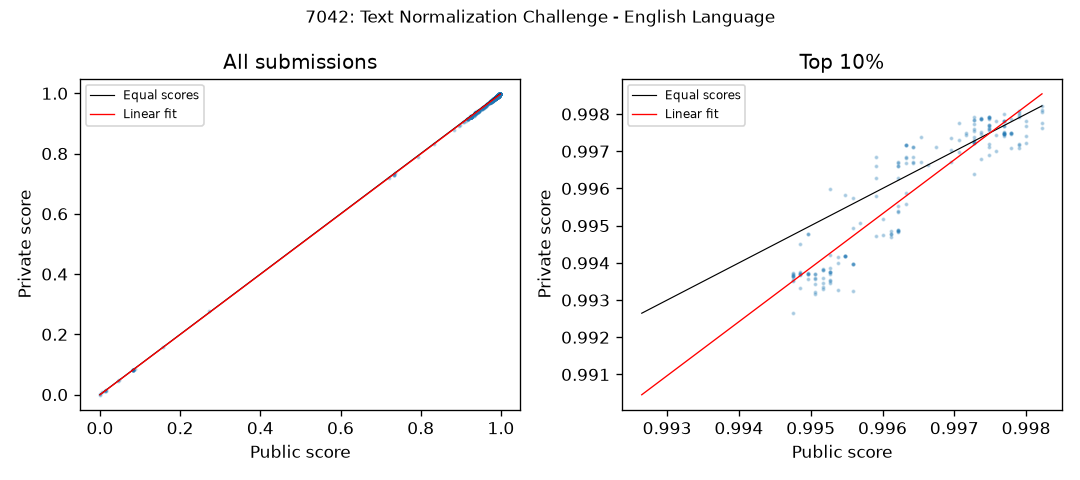 7042: Text Normalization Challenge - English Language
All submissions
Private score
1.0
0.8
0.6
0.4
0.2
0.0
Equal scores
Linear fit
0.0 0.2 0.4 0.6 0.8 1.0
Public score
Top 10%
Private score
0.998
0.997
0.996
0.995
0.994
0.993
0.992
0.991
Equal scores
Linear fit
0.993 0.994 0.995 0.996 0.997 0.998
Public score